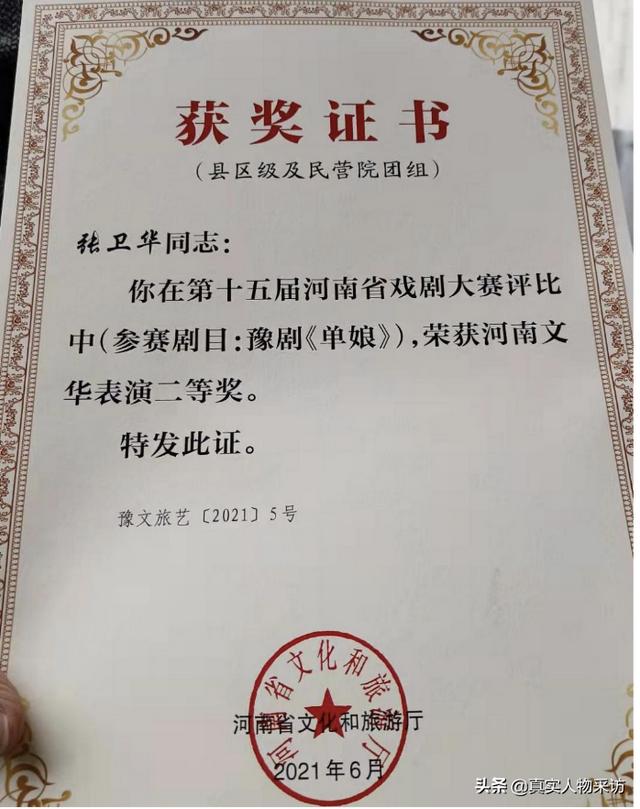 获奖证书
(县区级及民营院团组)
张卫华同志:
你在第十五届河南省戏剧大赛评比
中(参赛剧目:豫剧《单娘》),荣获河南文
华表演二等奖。
特发此证。
豫文旅艺〔2021〕5号
河南省文化和旅游厅
河南省文化和旅游厅
2021年6月
头条@真实人物采访